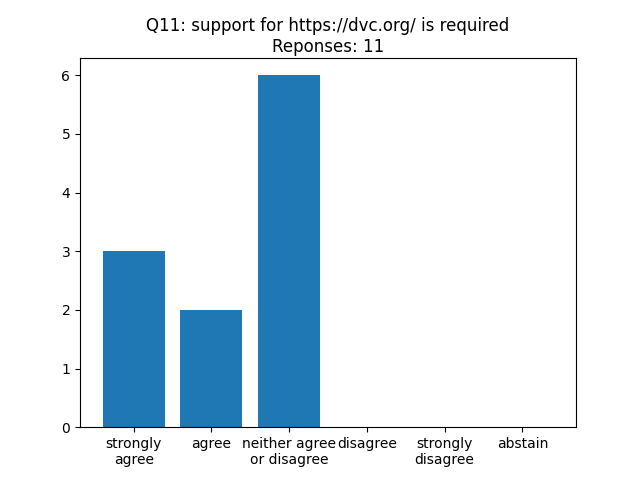 Q11: support for https://dvc.org/ is required
Reponses: 11
6
5
4
3
2
1
0
strongly
agree
agree
neither agree
or disagree
disagree
strongly
disagree
abstain